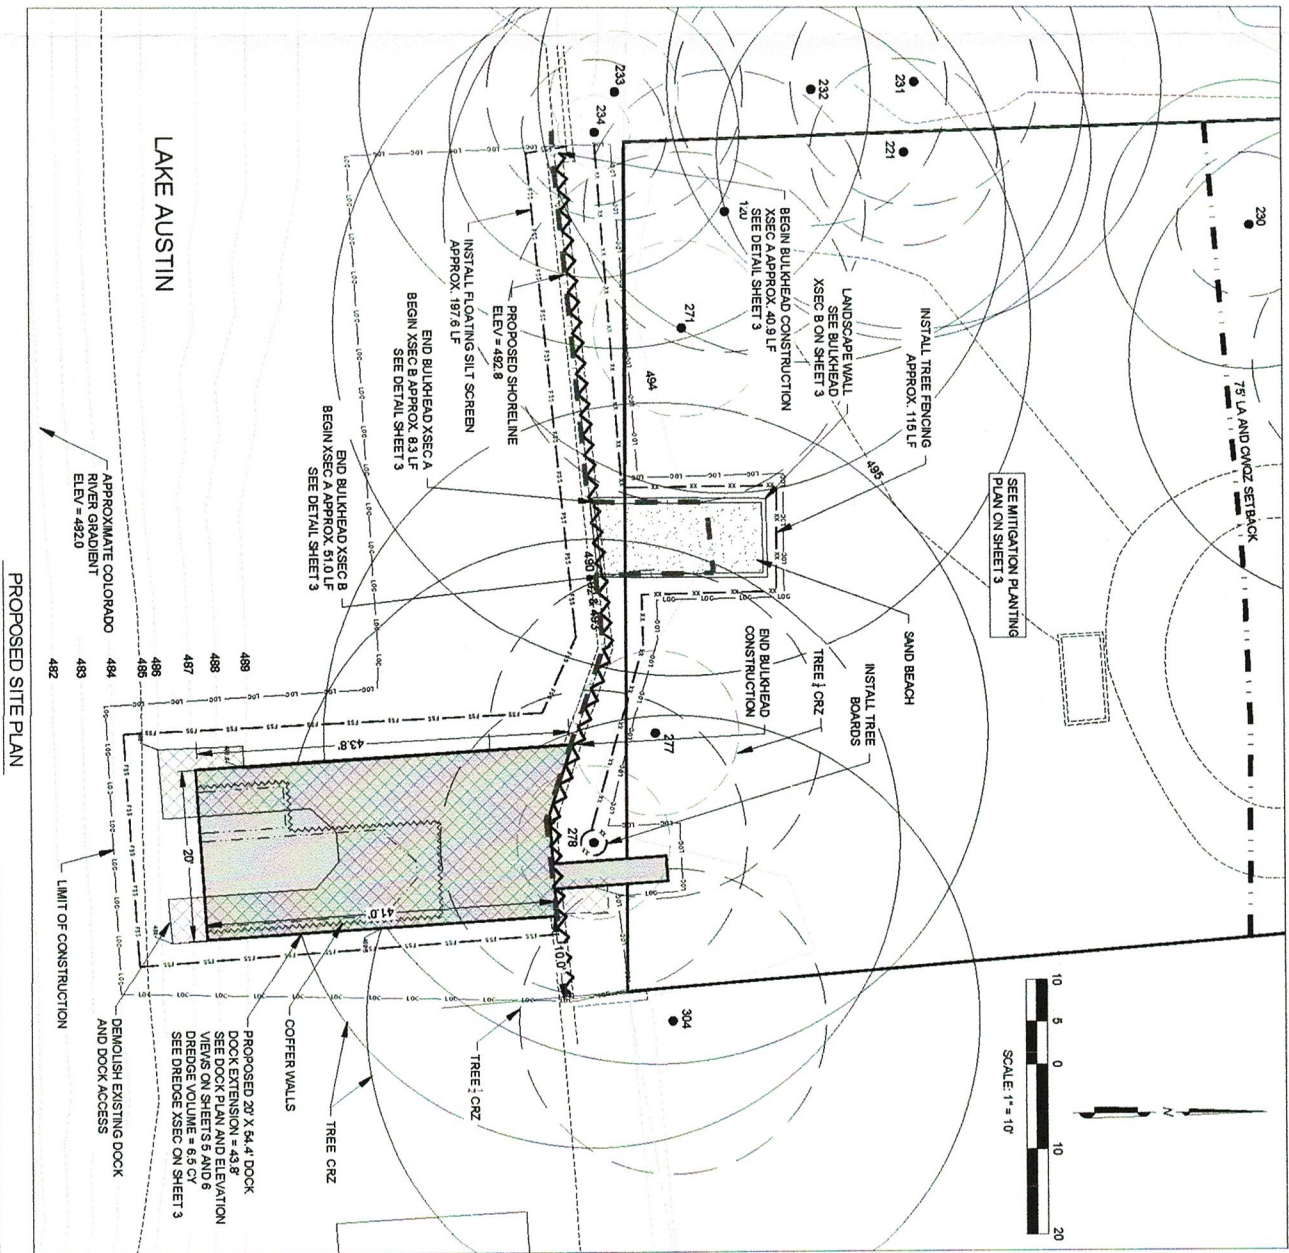 230
231
232
221
233
234
75' LA AND CWQZ SETBACK
INSTALL TREE FENCING
APPROX. 115 LF
LANDSCAPE WALL
SEE BULKHEAD
XSEC B ON SHEET 3
BEGIN BULKHEAD CONSTRUCTION
XSEC A APPROX. 40.9 LF
SEE DETAIL SHEET 3
271
494
495
SEE MITIGATION PLANTING
PLAN ON SHEET 3
LAKE AUSTIN
INSTALL FLOATING SILT SCREEN
APPROX. 197.6 LF
PROPOSED SHORELINE
ELEV = 492.8
END BULKHEAD XSEC A
BEGIN XSEC B APPROX. 8.3 LF
SEE DETAIL SHEET 3
END BULKHEAD XSEC B
BEGIN XSEC A APPROX. 51.0 LF
SEE DETAIL SHEET 3
APPROXIMATE COLORADO
RIVER GRADIENT
ELEV = 492.0
SAND BEACH
INSTALL TREE
BOARDS
TREE ½ CRZ
END BULKHEAD
CONSTRUCTION
277
278
304
489
488
487
486
485
484
483
482
43.8'
20'
41.0'
10.0'
TREE CRZ
COFFER WALLS
PROPOSED 20' X 54.4' DOCK
DOCK EXTENSION = 43.8'
SEE DOCK PLAN AND ELEVATION
VIEWS ON SHEETS 5 AND 6
DREDGE VOLUME = 6.5 CY
SEE DREDGE XSEC ON SHEET 3
DEMOLISH EXISTING DOCK
AND DOCK ACCESS
LIMIT OF CONSTRUCTION
N
10 5 0 10 20
SCALE: 1" = 10'
PROPOSED SITE PLAN